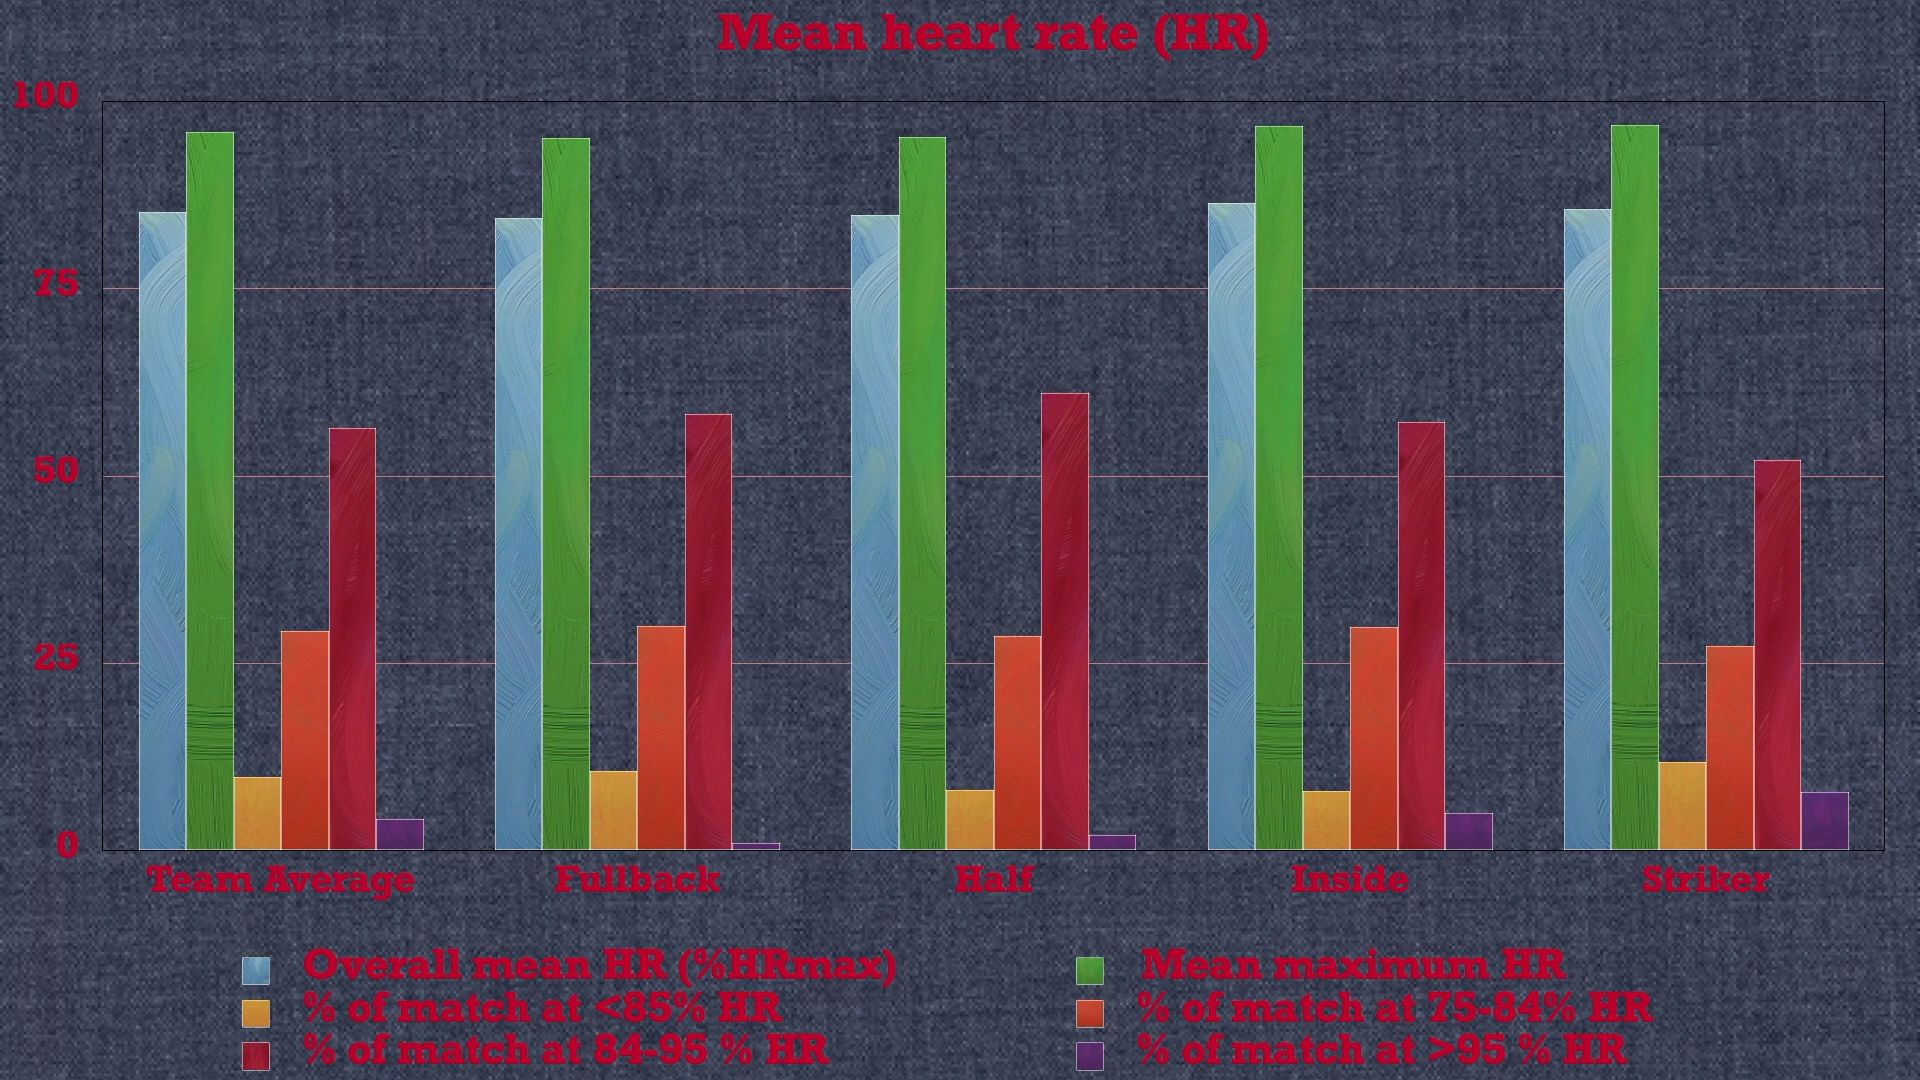 Mean heart rate (HR)
100
75
50
25
0
Team Average Fullback Half Inside Striker
Overall mean HR (%HRmax) Mean maximum HR
% of match at <85% HR % of match at 75-84% HR
% of match at 84-95 % HR % of match at >95 % HR